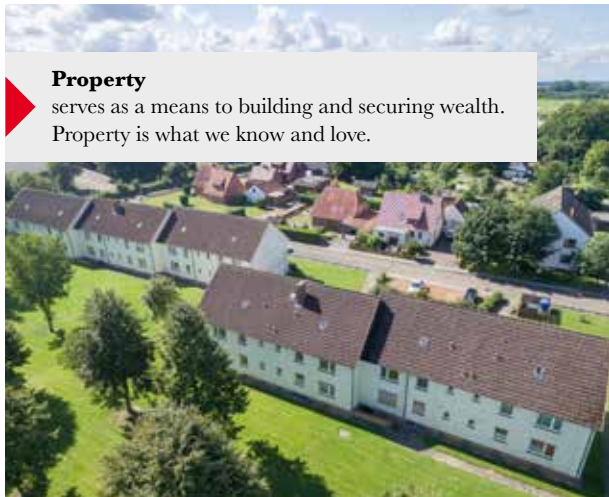 Property
serves as a means to building and securing wealth.
Property is what we know and love.